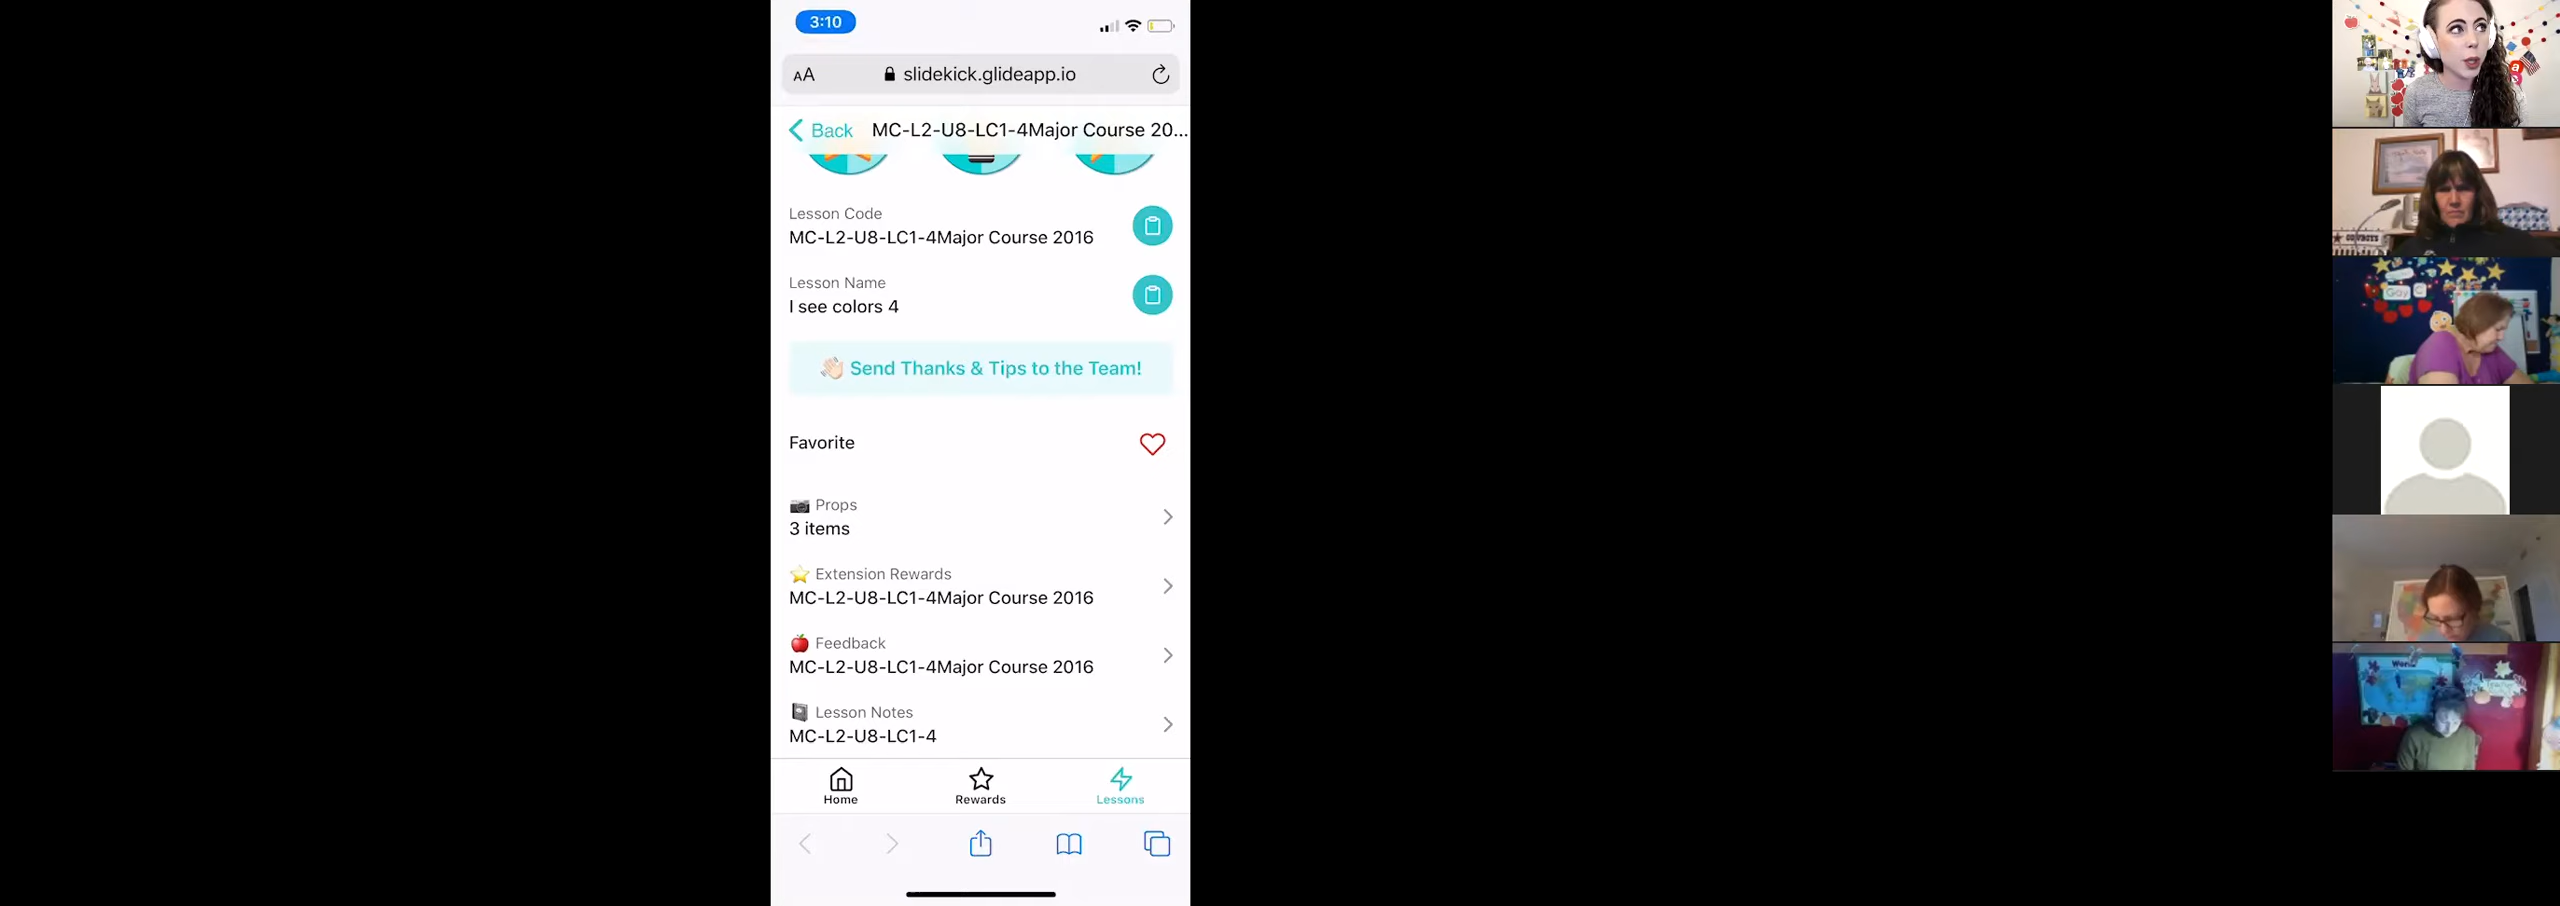 3:10
AA
slidekick.glideapp.io
Back
MC-L2-U8-LC1-4Major Course 20...
Lesson Code
MC-L2-U8-LC1-4Major Course 2016
Lesson Name
I see colors 4
Send Thanks & Tips to the Team!
Favorite
Props
3 items
Extension Rewards
MC-L2-U8-LC1-4Major Course 2016
Feedback
MC-L2-U8-LC1-4Major Course 2016
Lesson Notes
MC-L2-U8-LC1-4
Home
Rewards
Lessons
COWBOYS
Gay C
World